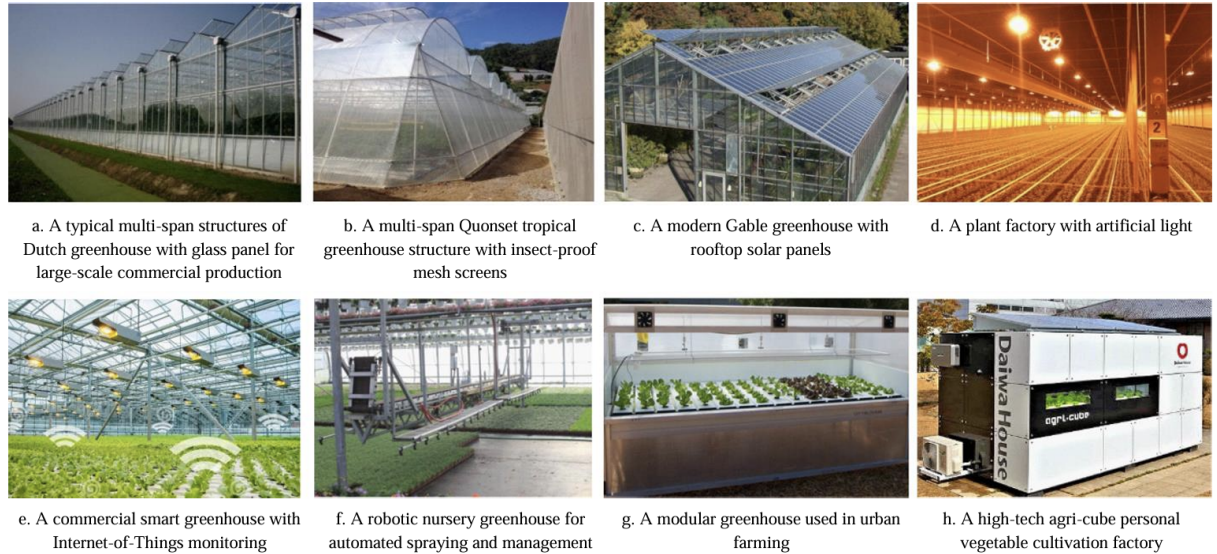 a. A typical multi-span structures of
Dutch greenhouse with glass panel for
large-scale commercial production
b. A multi-span Quonset tropical
greenhouse structure with insect-proof
mesh screens
c. A modern Gable greenhouse with
rooftop solar panels
d. A plant factory with artificial light
2
e. A commercial smart greenhouse with
Internet-of-Things monitoring
f. A robotic nursery greenhouse for
automated spraying and management
g. A modular greenhouse used in urban
farming
Daiwa House
agri-cube
h. A high-tech agri-cube personal
vegetable cultivation factory